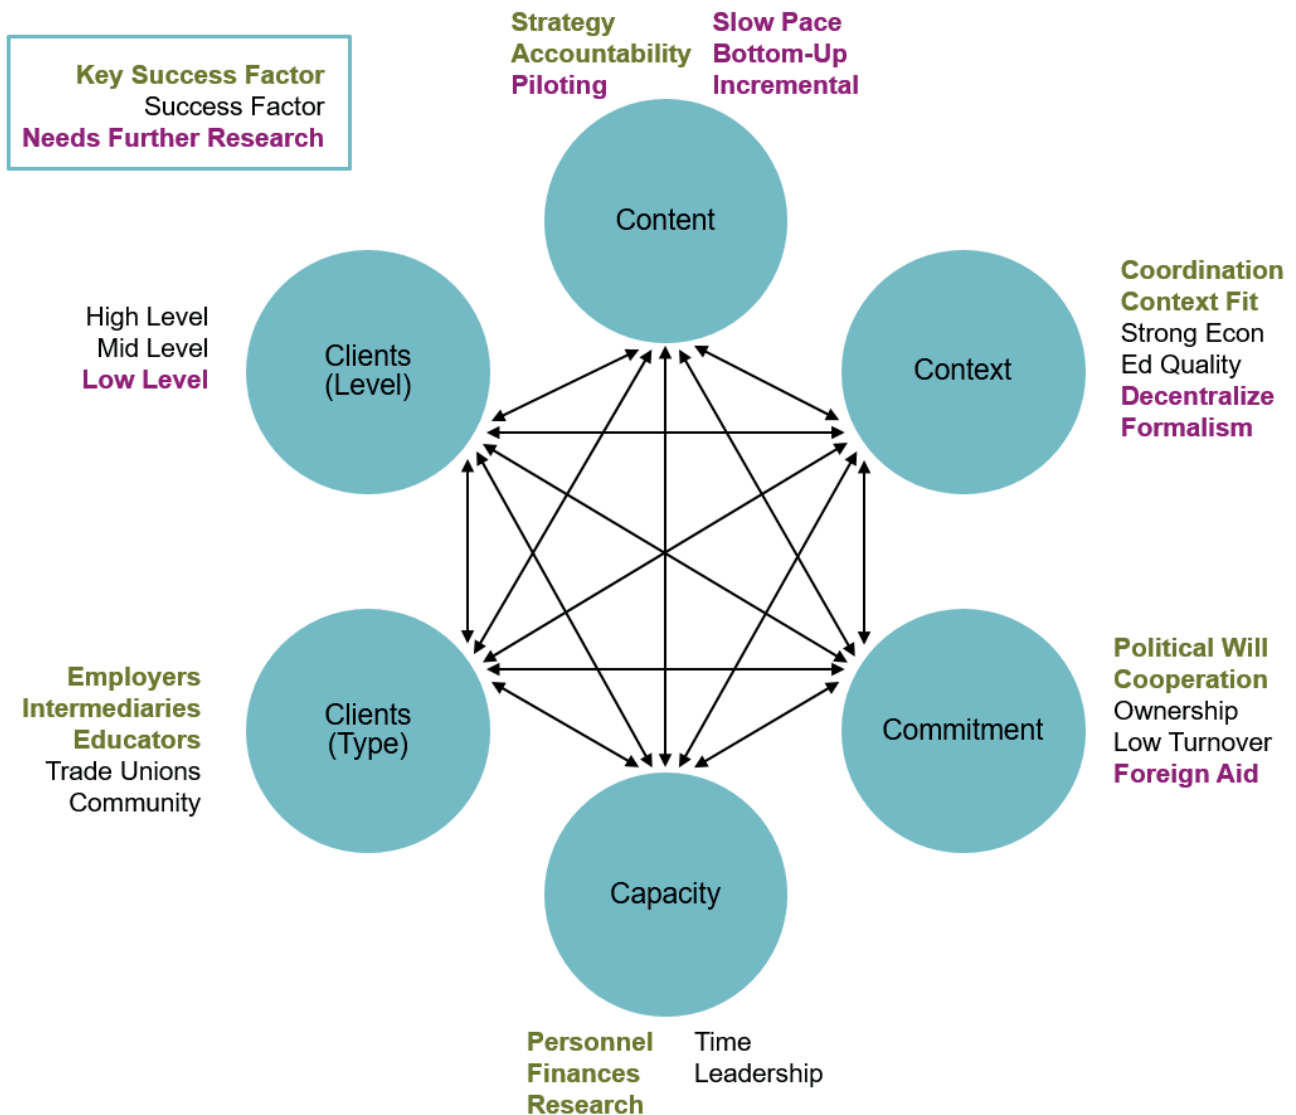 Strategy
Accountability
Piloting
Slow Pace
Bottom-Up
Incremental
Key Success Factor
Success Factor
Needs Further Research
Content
High Level
Mid Level
Low Level
Clients
(Level)
Context
Coordination
Context Fit
Strong Econ
Ed Quality
Decentralize
Formalism
Employers
Intermediaries
Educators
Trade Unions
Community
Clients
(Type)
Commitment
Political Will
Cooperation
Ownership
Low Turnover
Foreign Aid
Capacity
Personnel
Finances
Research
Time
Leadership